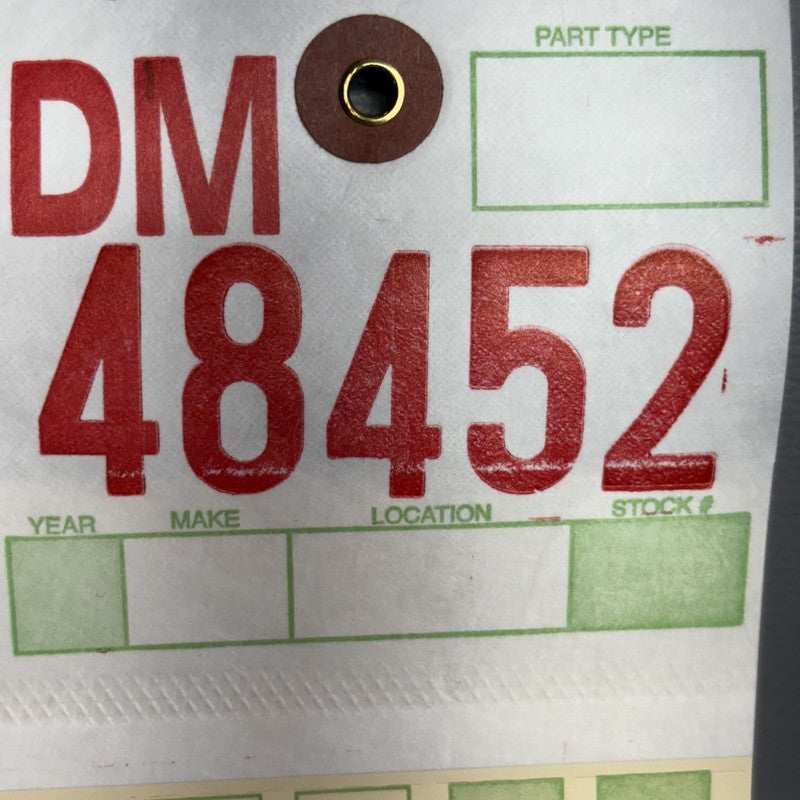 PART TYPE
DM
48452
YEAR MAKE LOCATION STOCK #